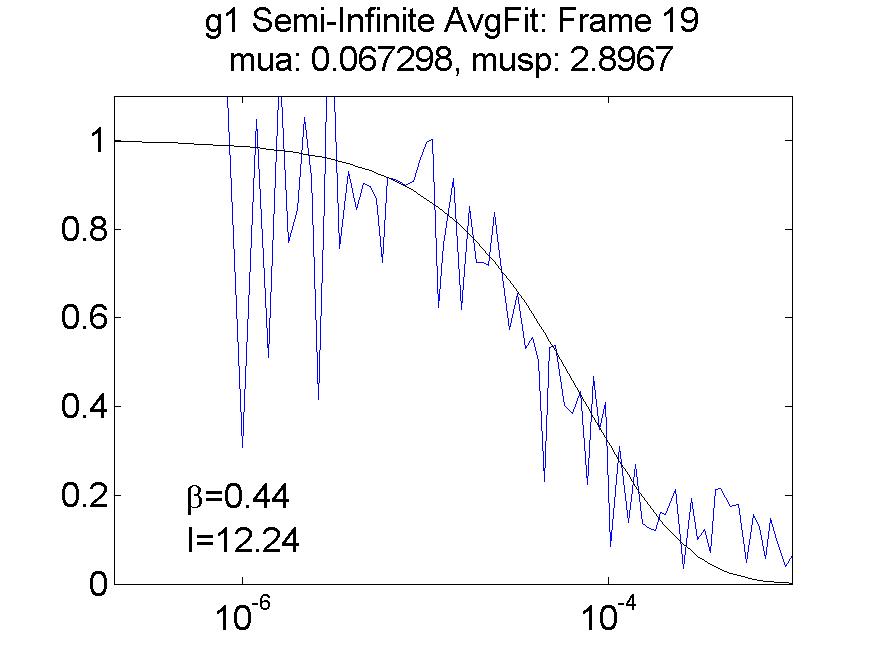 g1 Semi-Infinite AvgFit: Frame 19
mua: 0.067298, musp: 2.8967
1
0.8
0.6
0.4
0.2
0
β=0.44
I=12.24
10^-6
10^-4